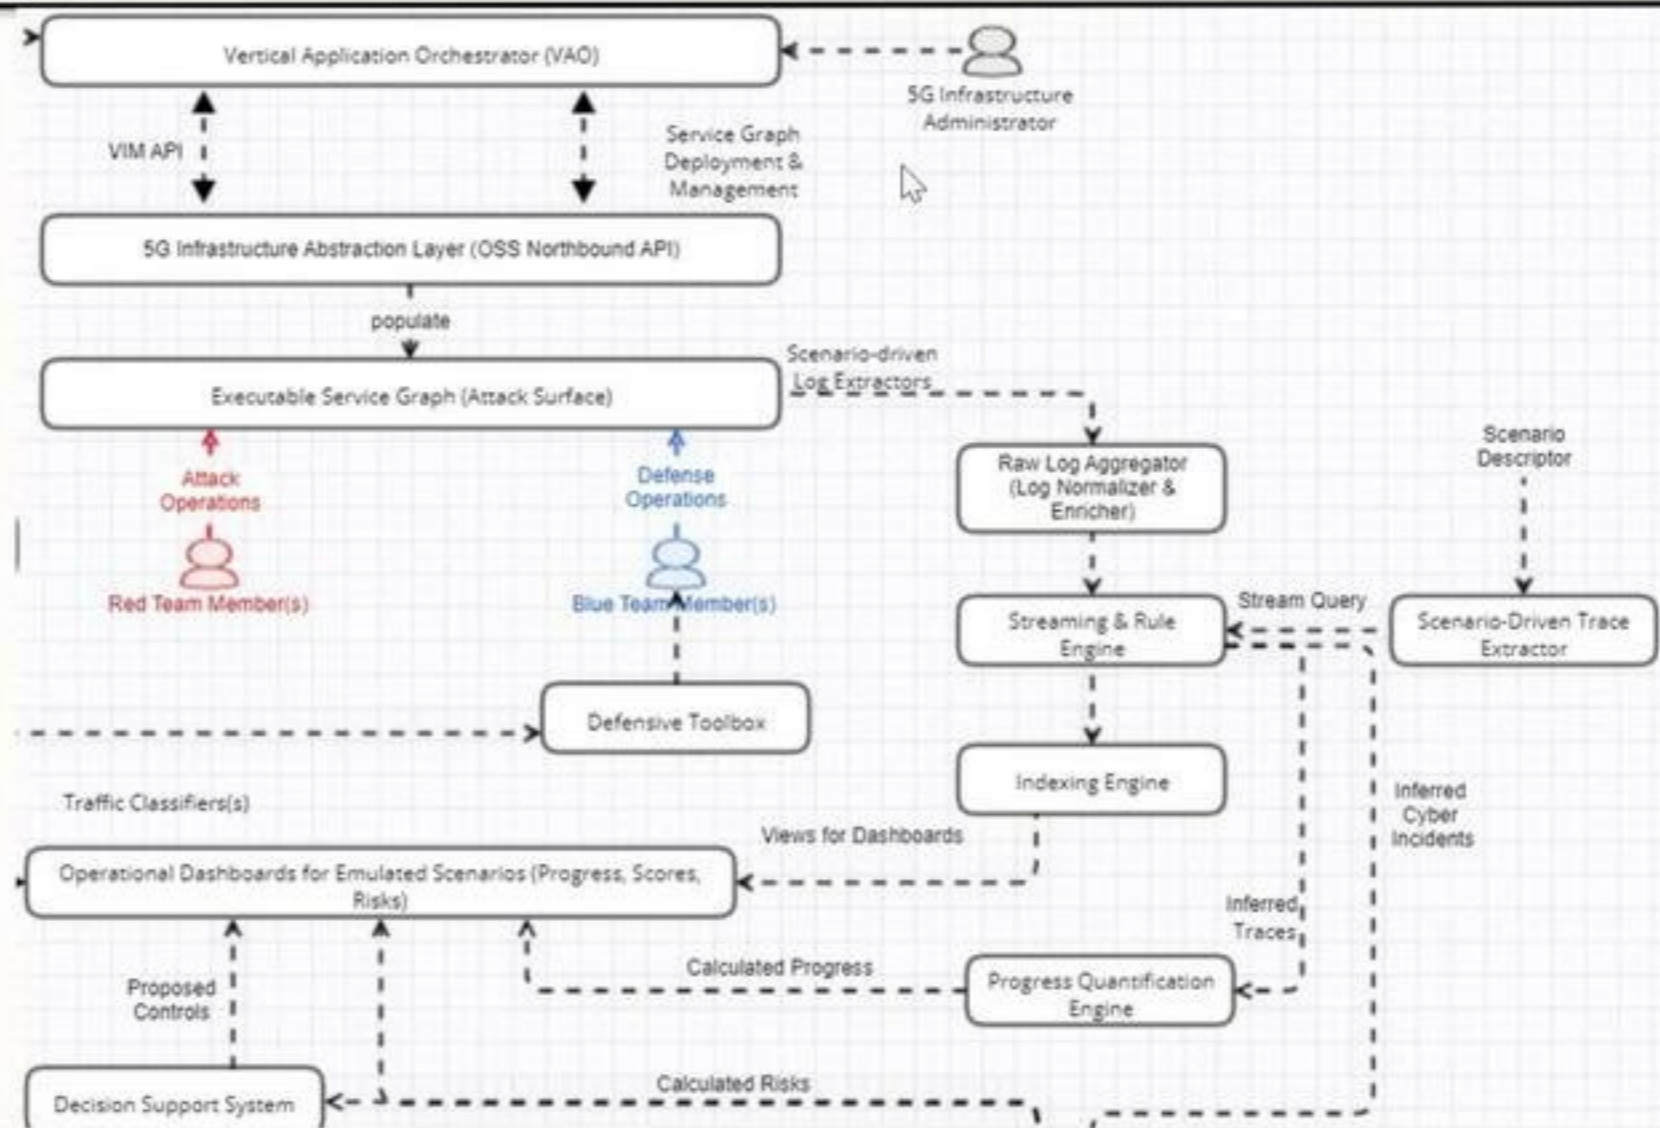 Vertical Application Orchestrator (VAO)
5G Infrastructure
Administrator
VIM API
Service Graph
Deployment &
Management
5G Infrastructure Abstraction Layer (OSS Northbound API)
populate
Executable Service Graph (Attack Surface)
Scenario-driven
Log Extractors
Attack
Operations
Red Team Member(s)
Defense
Operations
Blue Team Member(s)
Raw Log Aggregator
(Log Normalizer &
Enricher)
Scenario
Descriptor
Streaming & Rule
Engine
Stream Query
Scenario-Driven Trace
Extractor
Defensive Toolbox
Indexing Engine
Traffic Classifiers(s)
Views for Dashboards
Inferred
Cyber
Incidents
Operational Dashboards for Emulated Scenarios (Progress, Scores,
Risks)
Inferred
Traces
Proposed
Controls
Calculated Progress
Progress Quantification
Engine
Calculated Risks
Decision Support System